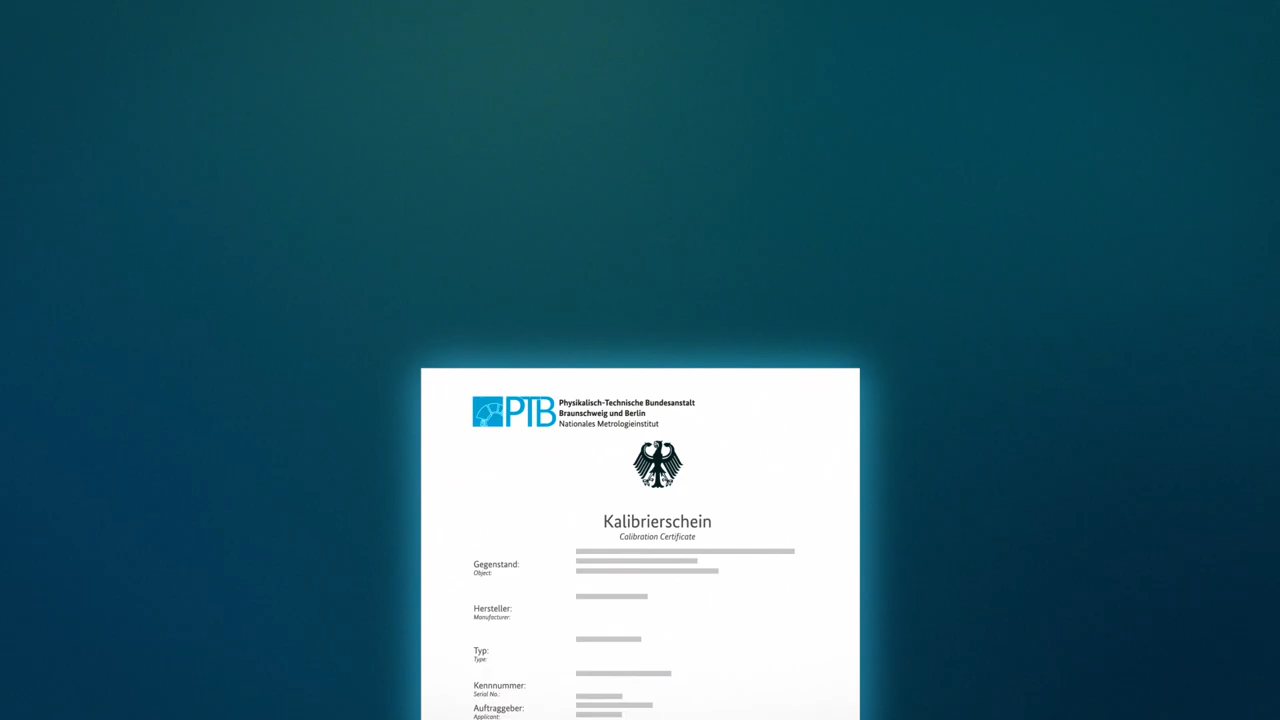 PTB
Physikalisch-Technische Bundesanstalt
Braunschweig und Berlin
Nationales Metrologieinstitut
Kalibrierschein
Calibration Certificate
Gegenstand:
Object:
Hersteller:
Manufacturer:
Typ:
Type:
Kennnummer:
Serial No.:
Auftraggeber:
Applicant: